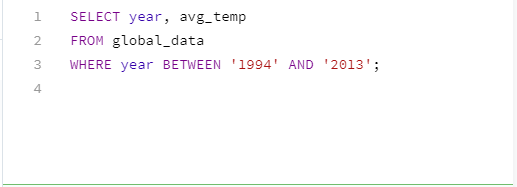 1 SELECT year, avg_temp
2 FROM global_data
3 WHERE year BETWEEN '1994' AND '2013';
4